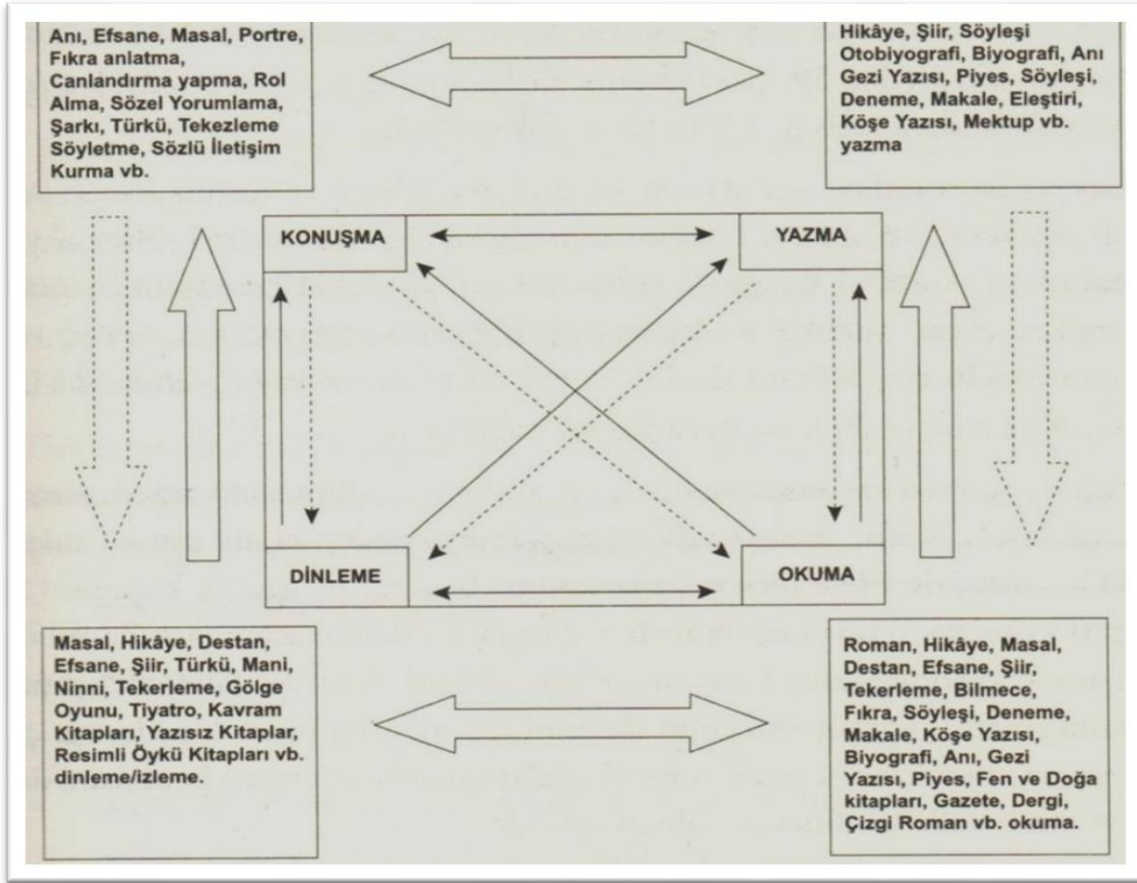 Anı, Efsane, Masal, Portre,
Fıkra anlatma,
Canlandırma yapma, Rol
Alma, Sözel Yorumlama,
Şarkı, Türkü, Tekezleme
Söyletme, Sözlü İletişim
Kurma vb.
Hikâye, Şiir, Söyleşi
Otobiyografi, Biyografi, Anı
Gezi Yazısı, Piyes, Söyleşi,
Deneme, Makale, Eleştiri,
Köşe Yazısı, Mektup vb.
yazma
KONUŞMA
YAZMA
DİNLEME
OKUMA
Masal, Hikâye, Destan,
Efsane, Şiir, Türkü, Mani,
Ninni, Tekerleme, Gölge
Oyunu, Tiyatro, Kavram
Kitapları, Yazısız Kitaplar,
Resimli Öykü Kitapları vb.
dinleme/izleme.
Roman, Hikâye, Masal,
Destan, Efsane, Şiir,
Tekerleme, Bilmece,
Fıkra, Söyleşi, Deneme,
Makale, Köşe Yazısı,
Biyografi, Anı, Gezi
Yazısı, Piyes, Fen ve Doğa
kitapları, Gazete, Dergi,
Çizgi Roman vb. okuma.